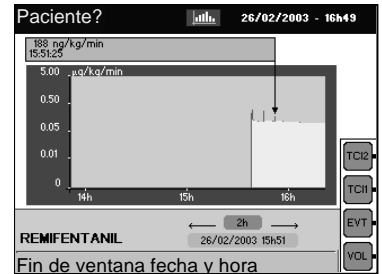 Paciente?
26/02/2003 - 16h49
188 ng/kg/min
15:51:25
5.00 µg/kg/min
0.50
0.05
0.01
0
14h 15h 16h
TCI2
TCI1
EVT
VOL
2h
REMIFENTANIL
26/02/2003 15h51
Fin de ventana fecha y hora